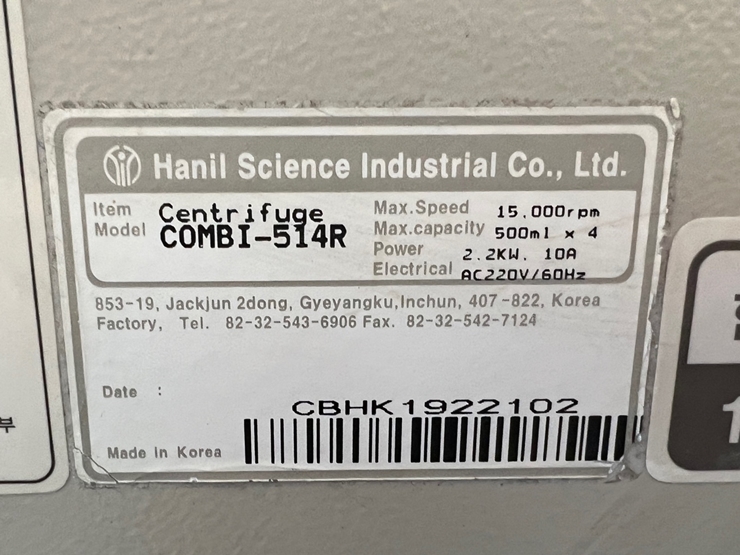 Hanil Science Industrial Co., Ltd.
Item Centrifuge
Model COMBI-514R
Max.Speed 15.000rpm
Max.capacity 500ml x 4
Power 2.2KW. 10A
Electrical AC220V/60Hz
853-19, Jackjun 2dong, Gyeyangku,Inchun, 407-822, Korea
Factory, Tel. 82-32-543-6906 Fax. 82-32-542-7124
Date :
CBHK1922102
Made in Korea
부